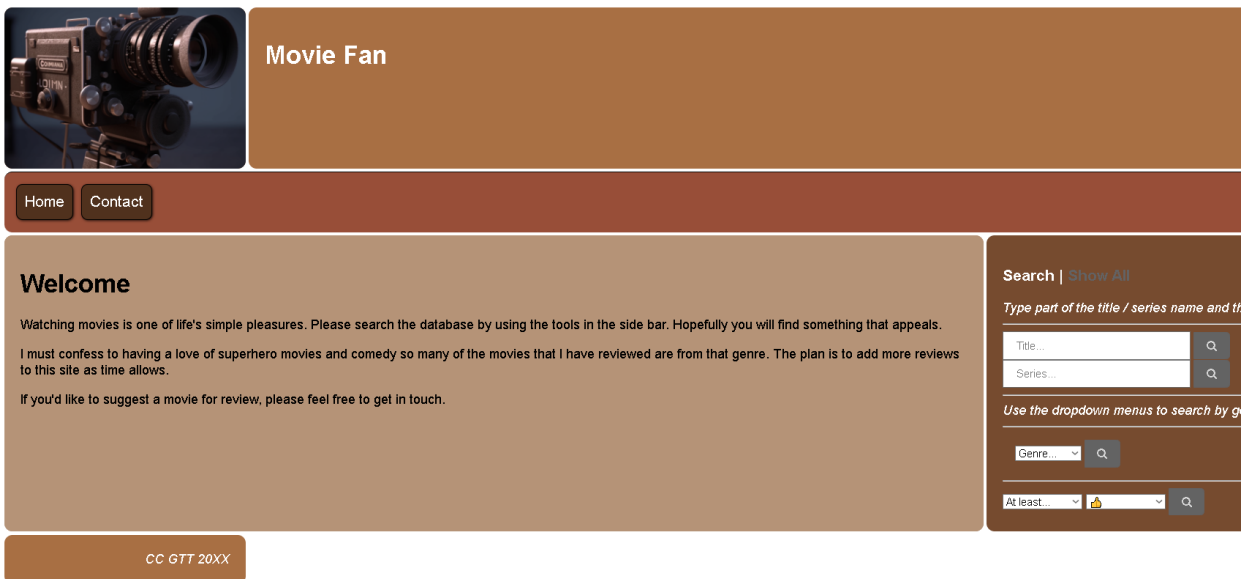 Movie Fan
Home
Contact
Welcome
Watching movies is one of life's simple pleasures. Please search the database by using the tools in the side bar. Hopefully you will find something that appeals.
I must confess to having a love of superhero movies and comedy so many of the movies that I have reviewed are from that genre. The plan is to add more reviews
to this site as time allows.
If you'd like to suggest a movie for review, please feel free to get in touch.
Search | Show All
Type part of the title / series name and
Title...
Series...
Use the dropdown menus to search by
Genre...
At least...
CC GTT 20XX